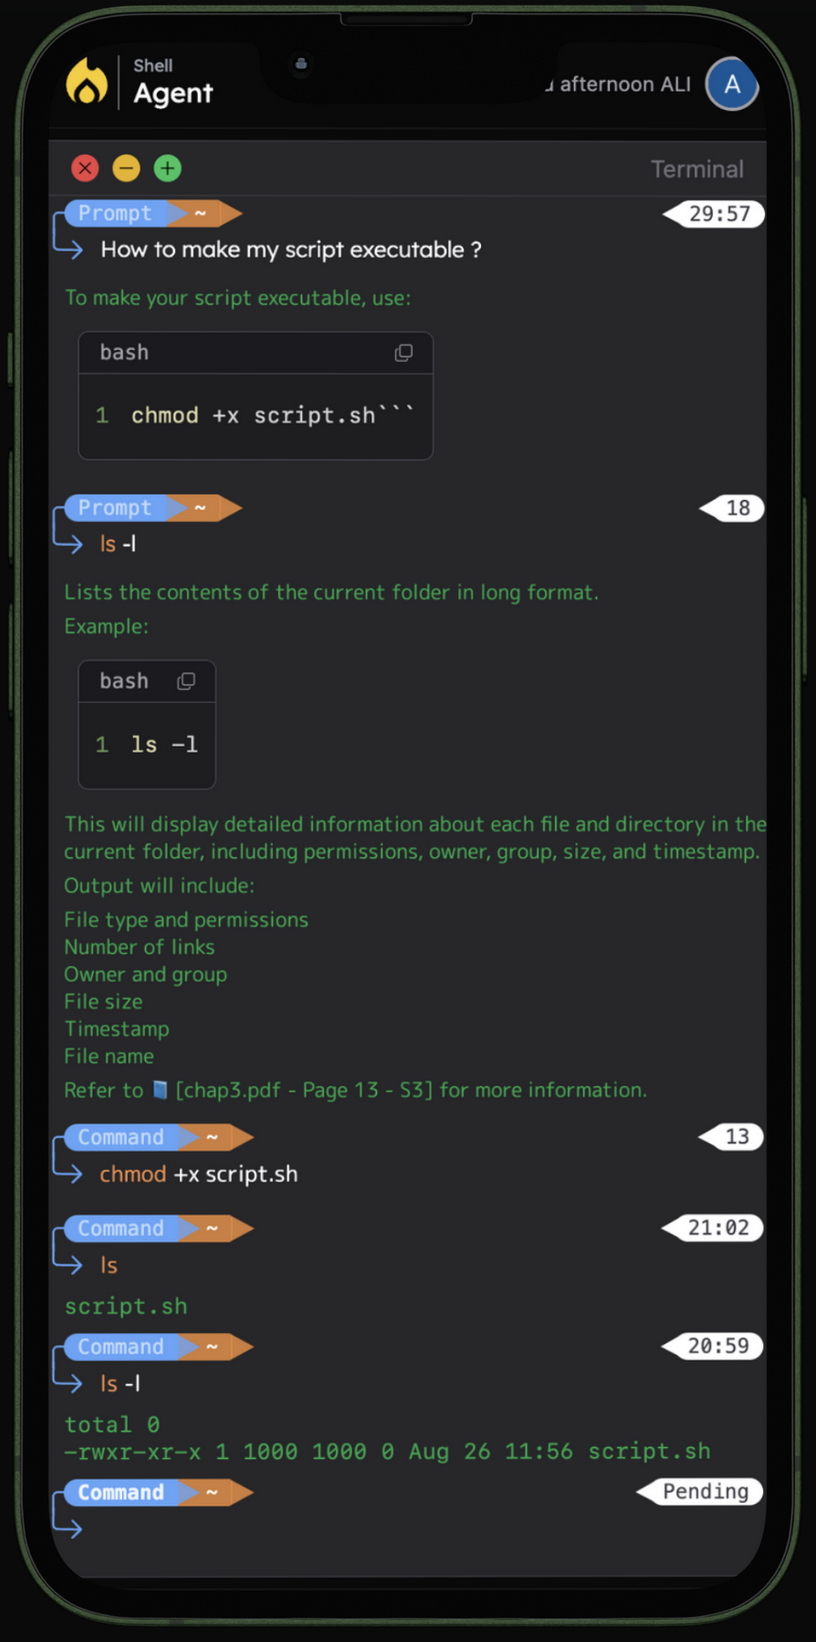 Shell
Agent
afternoon ALI
A
Terminal
Prompt ~ 29:57
How to make my script executable ?
To make your script executable, use:
bash
1 chmod +x script.sh```
Prompt ~ 18
ls -l
Lists the contents of the current folder in long format.
Example:
bash
1 ls -l
This will display detailed information about each file and directory in the
current folder, including permissions, owner, group, size, and timestamp.
Output will include:
File type and permissions
Number of links
Owner and group
File size
Timestamp
File name
Refer to 📘 [chap3.pdf - Page 13 - S3] for more information.
Command ~ 13
chmod +x script.sh
Command ~ 21:02
ls
script.sh
Command ~ 20:59
ls -l
total 0
-rwxr-xr-x 1 1000 1000 0 Aug 26 11:56 script.sh
Command ~ Pending